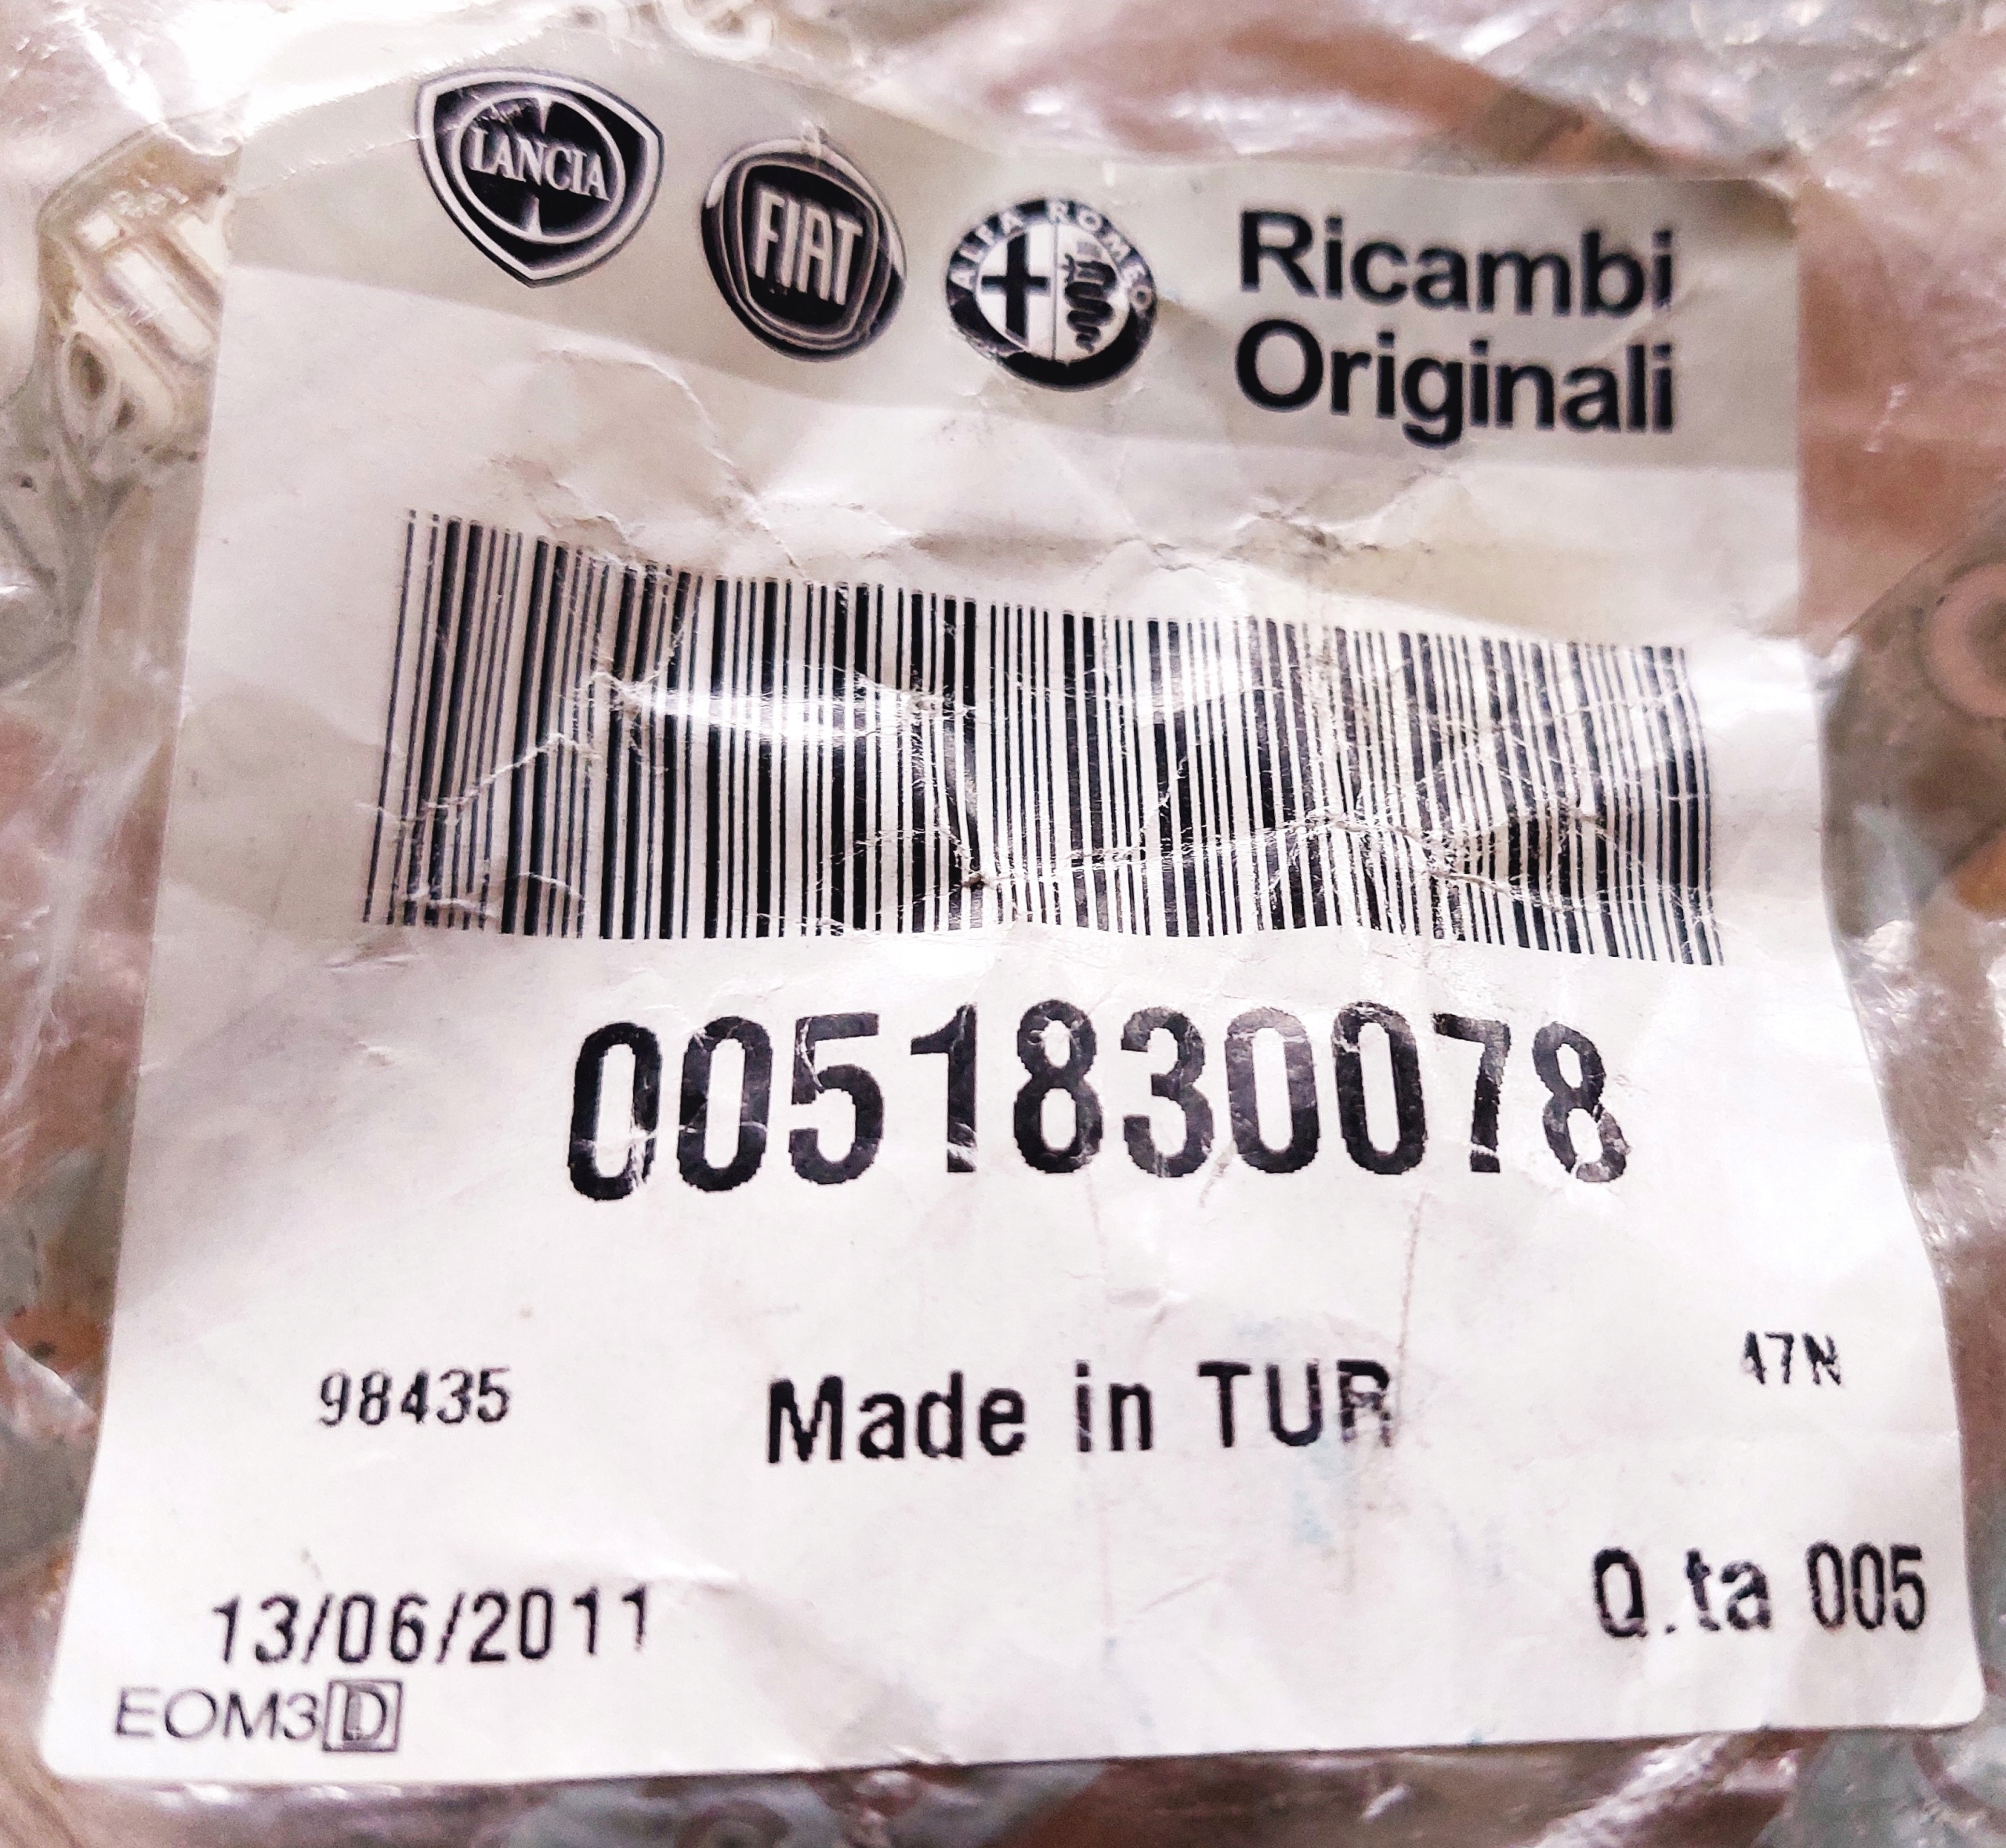 LANCIA
FIAT
ALFA ROMEO
Ricambi
Originali
0051830078
98435
Made in TUR
47N
13/06/2011
Q.ta 005
EOM3D